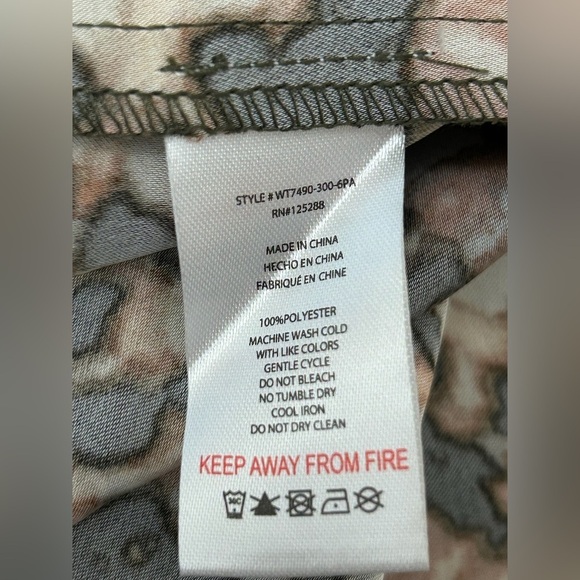 STYLE # WT7490-300-6PA
RN#125288
MADE IN CHINA
HECHO EN CHINA
FABRIQUÉ EN CHINE
100%POLYESTER
MACHINE WASH COLD
WITH LIKE COLORS
GENTLE CYCLE
DO NOT BLEACH
NO TUMBLE DRY
COOL IRON
DO NOT DRY CLEAN
KEEP AWAY FROM FIRE